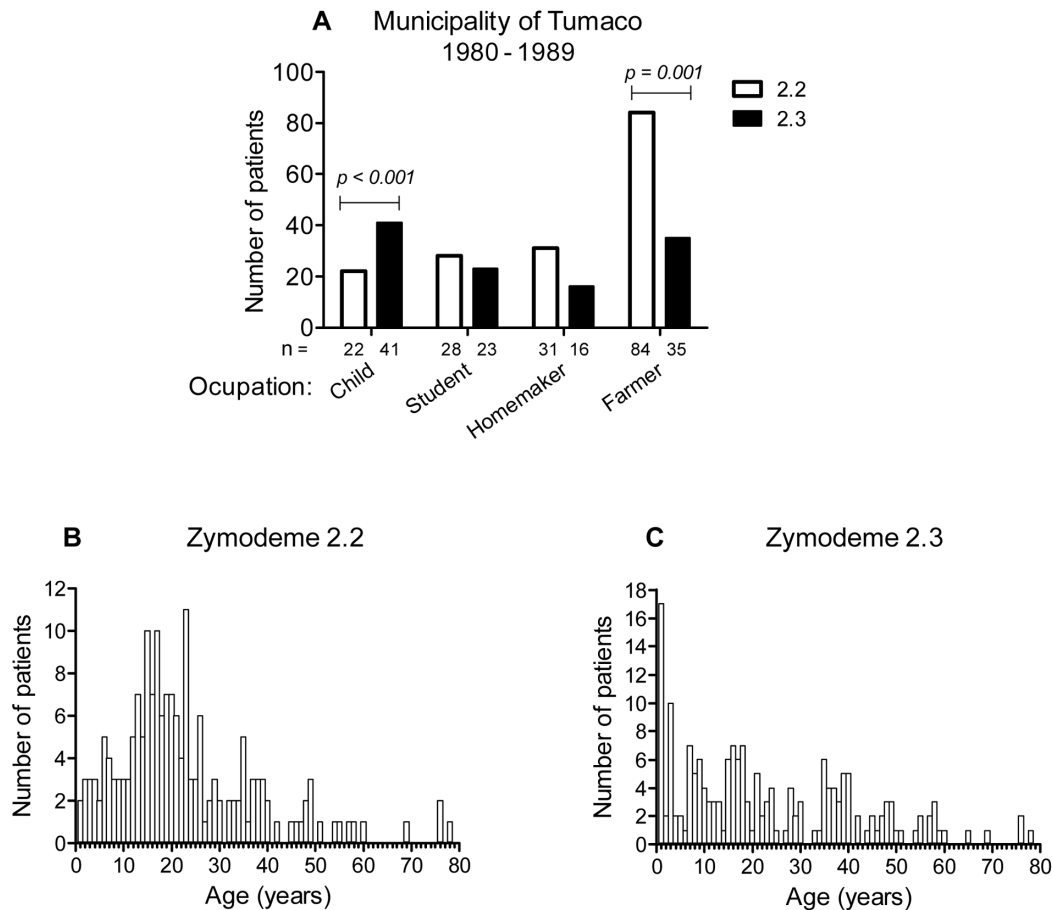 A Municipality of Tumaco
1980 - 1989
Number of patients
100
80
60
40
20
0
p < 0.001
p = 0.001
2.2
2.3
n = 22 41 28 23 31 16 84 35
Ocupation: Child Student Homemaker Farmer
B Zymodeme 2.2
Number of patients
12
10
8
6
4
2
0
0 10 20 30 40 50 60 70 80
Age (years)
C Zymodeme 2.3
Number of patients
18
16
14
12
10
8
6
4
2
0
0 10 20 30 40 50 60 70 80
Age (years)